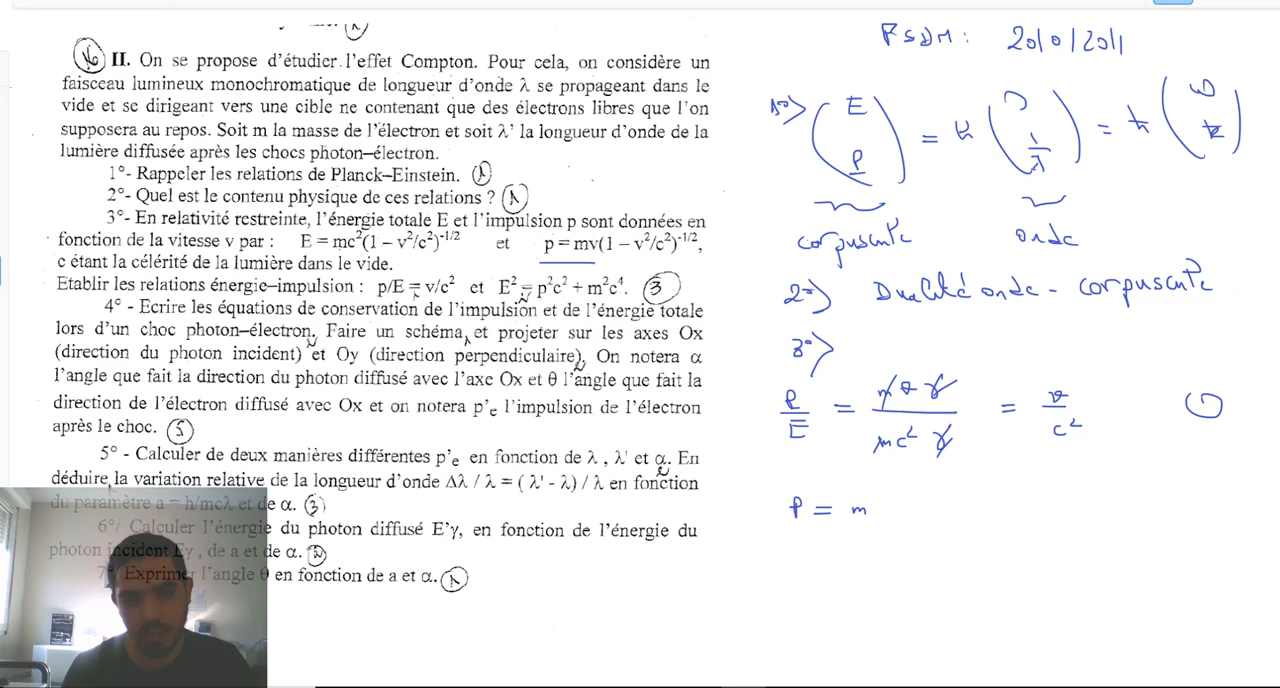 II. On se propose d'étudier l'effet Compton. Pour cela, on considère un
faisceau lumineux monochromatique de longueur d'onde λ se propageant dans le
vide et se dirigeant vers une cible ne contenant que des électrons libres que l'on
supposera au repos. Soit m la masse de l'électron et soit λ' la longueur d'onde de la
lumière diffusée après les chocs photon–électron.
1°- Rappeler les relations de Planck–Einstein. (1)
2°- Quel est le contenu physique de ces relations ? (1)
3°- En relativité restreinte, l'énergie totale E et l'impulsion p sont données en
fonction de la vitesse v par : E = mc²(1 – v²/c²)^-1/2 et p = mv(1 – v²/c²)^-1/2,
c étant la célérité de la lumière dans le vide.
Etablir les relations énergie–impulsion : p/E = v/c² et E² = p²c² + m²c⁴. (3)
4° - Ecrire les équations de conservation de l'impulsion et de l'énergie totale
lors d'un choc photon–électron. Faire un schéma et projeter sur les axes Ox
(direction du photon incident) et Oy (direction perpendiculaire). On notera α
l'angle que fait la direction du photon diffusé avec l'axe Ox et θ l'angle que fait la
direction de l'électron diffusé avec Ox et on notera p'e l'impulsion de l'électron
après le choc. (5)
5° - Calculer de deux manières différentes p'e en fonction de λ , λ' et α. En
déduire la variation relative de la longueur d'onde Δλ / λ = ( λ' - λ) / λ en fonction
du paramètre a = h/mcλ et de α. (3)
6°/ Calculer l'énergie du photon diffusé E'γ, en fonction de l'énergie du
photon incident Eγ, de a et de α.
7°/ Exprimer l'angle θ en fonction de a et α. (1)
FSDM : 2010/2011
1°) (E P) = h (ν 1/λ) = ħ (ω k)
corpuscule onde
2°) Dualité onde - corpuscule
3°)
P/E = m v γ / mc² γ = v/c² (1)
P = m